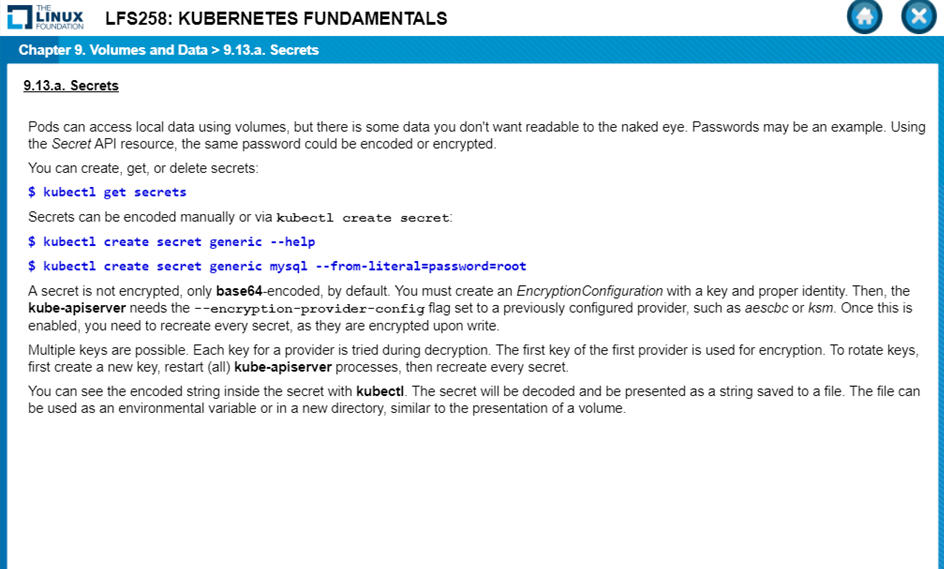 THE
LINUX
FOUNDATION
LFS258: KUBERNETES FUNDAMENTALS
Chapter 9. Volumes and Data > 9.13.a. Secrets
9.13.a. Secrets
Pods can access local data using volumes, but there is some data you don't want readable to the naked eye. Passwords may be an example. Using
the Secret API resource, the same password could be encoded or encrypted.
You can create, get, or delete secrets:
$ kubectl get secrets
Secrets can be encoded manually or via kubectl create secret:
$ kubectl create secret generic --help
$ kubectl create secret generic mysql --from-literal=password=root
A secret is not encrypted, only base64-encoded, by default. You must create an EncryptionConfiguration with a key and proper identity. Then, the
kube-apiserver needs the --encryption-provider-config flag set to a previously configured provider, such as aescbc or ksm. Once this is
enabled, you need to recreate every secret, as they are encrypted upon write.
Multiple keys are possible. Each key for a provider is tried during decryption. The first key of the first provider is used for encryption. To rotate keys,
first create a new key, restart (all) kube-apiserver processes, then recreate every secret.
You can see the encoded string inside the secret with kubectl. The secret will be decoded and be presented as a string saved to a file. The file can
be used as an environmental variable or in a new directory, similar to the presentation of a volume.